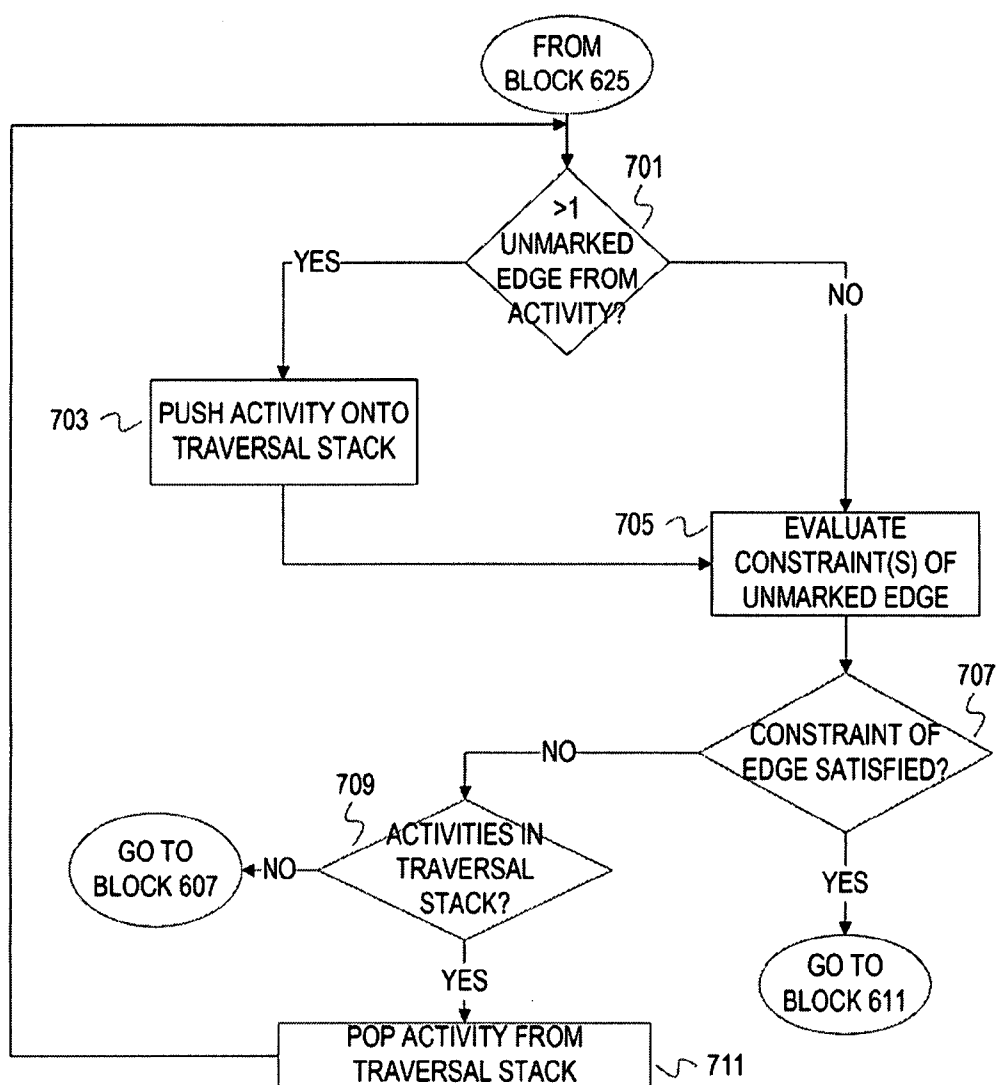 FROM
BLOCK 625
701
>1
UNMARKED
EDGE FROM
ACTIVITY?
YES
NO
703
PUSH ACTIVITY ONTO
TRAVERSAL STACK
705
EVALUATE
CONSTRAINT(S) OF
UNMARKED EDGE
707
CONSTRAINT OF
EDGE SATISFIED?
NO
709
ACTIVITIES IN
TRAVERSAL
STACK?
NO
GO TO
BLOCK 607
YES
YES
GO TO
BLOCK 611
POP ACTIVITY FROM
TRAVERSAL STACK
711